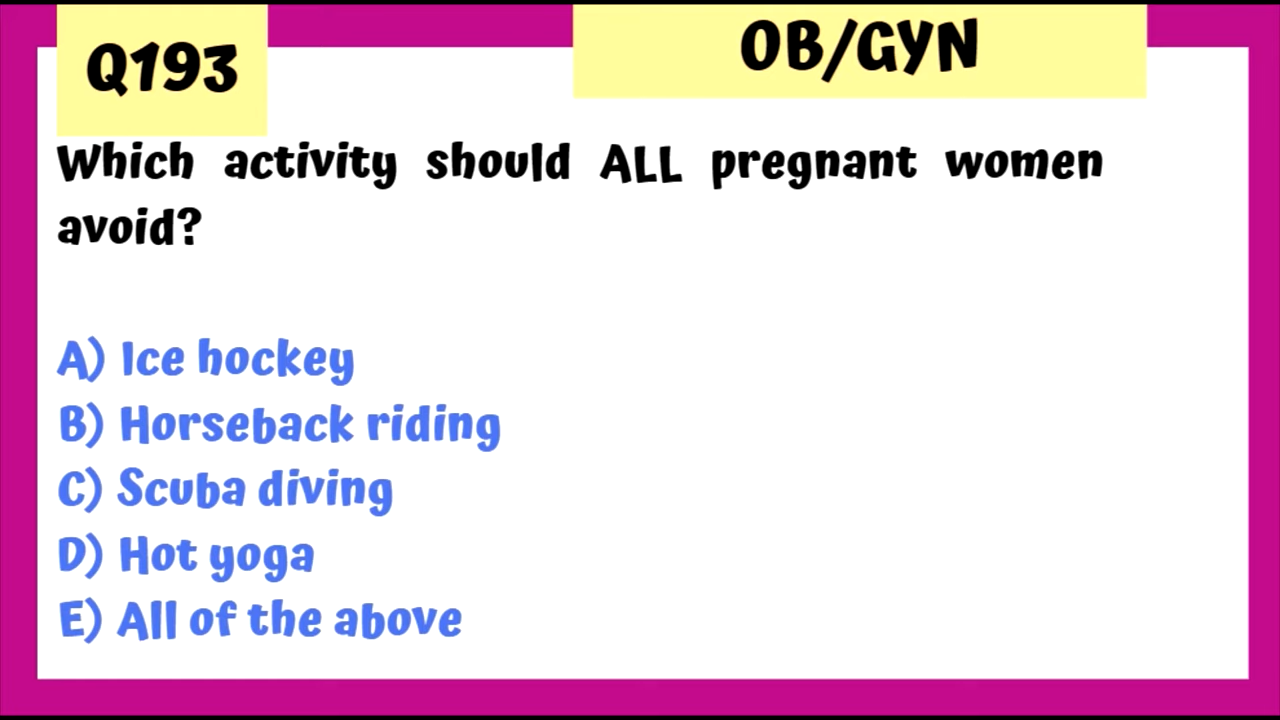 Q193
OB/GYN
Which activity should ALL pregnant women
avoid?
A) Ice hockey
B) Horseback riding
C) Scuba diving
D) Hot yoga
E) All of the above